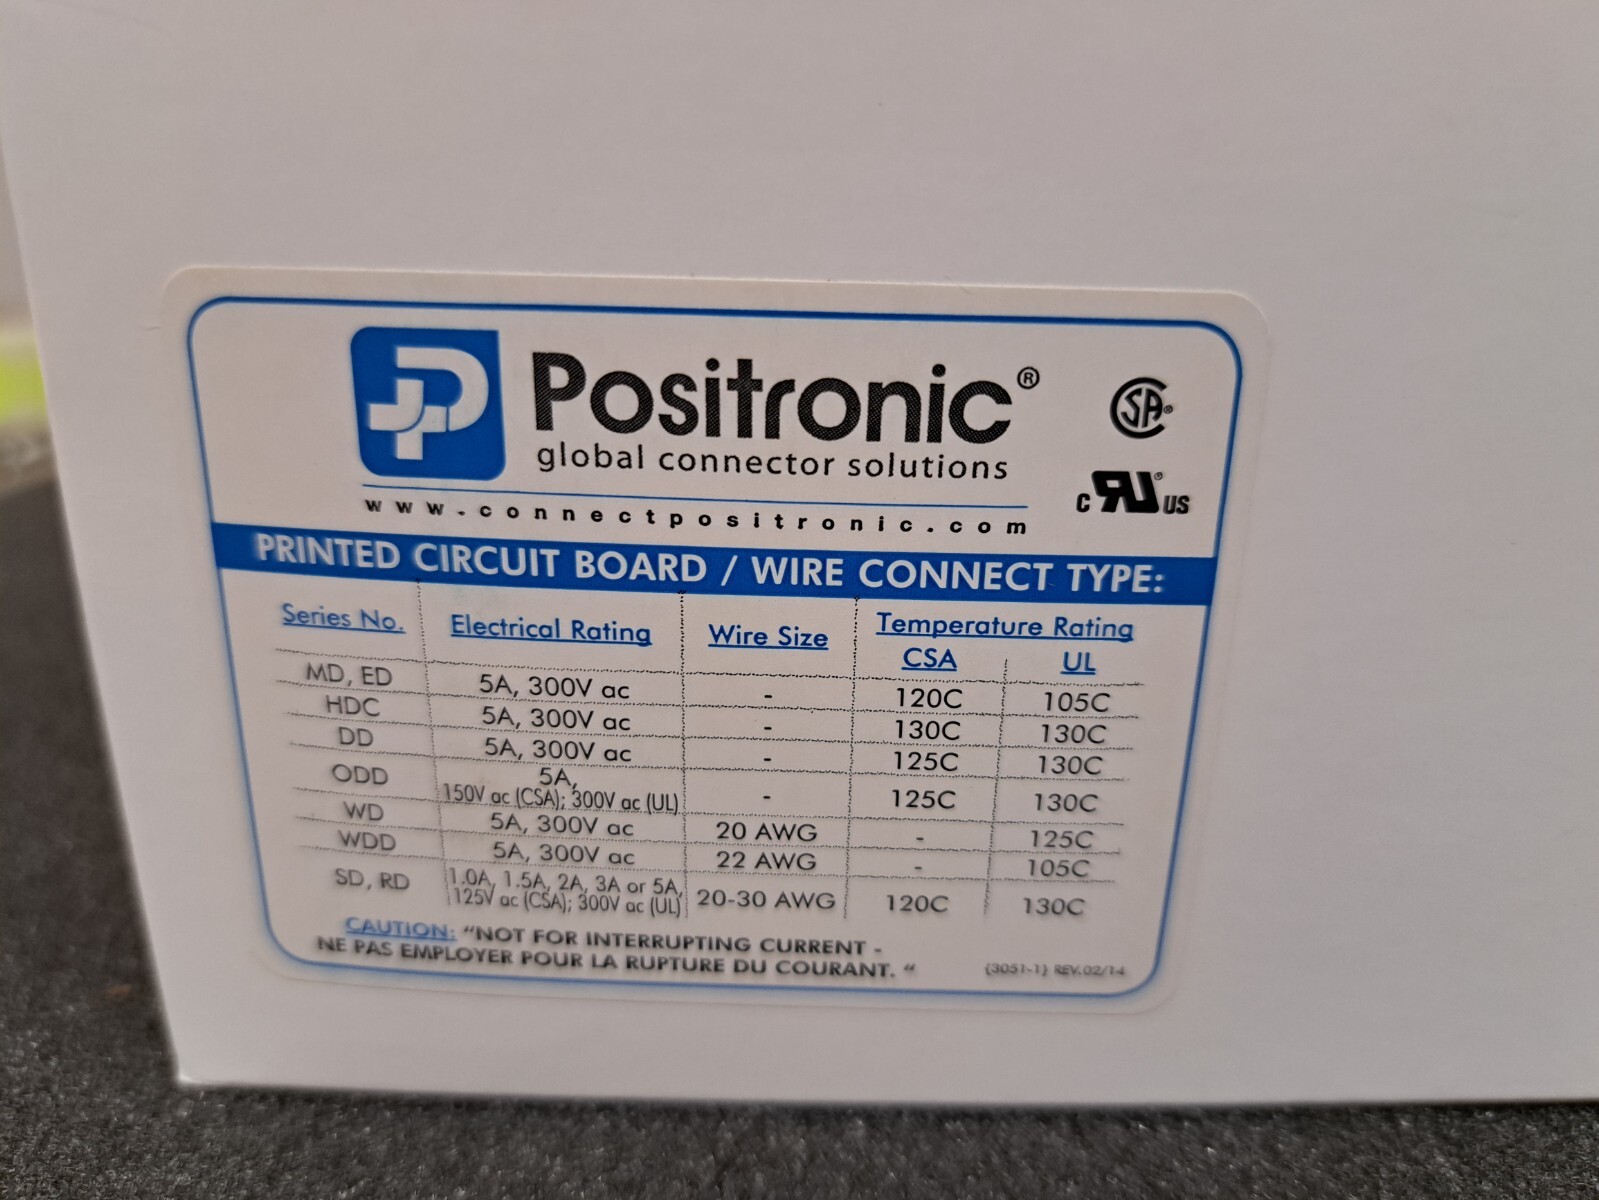 Positronic®
global connector solutions
www.connectpositronic.com
CSA®
c RU® US
PRINTED CIRCUIT BOARD / WIRE CONNECT TYPE:
Series No. Electrical Rating Wire Size Temperature Rating
CSA UL
MD, ED 5A, 300V ac - 120C 105C
HDC 5A, 300V ac - 130C 130C
DD 5A, 300V ac - 125C 130C
ODD 5A, 150V ac (CSA); 300V ac (UL) - 125C 130C
WD 5A, 300V ac 20 AWG - 125C
WDD 5A, 300V ac 22 AWG - 105C
SD, RD 1.0A, 1.5A, 2A, 3A or 5A, 125V ac (CSA); 300V ac (UL) 20-30 AWG 120C 130C
CAUTION: "NOT FOR INTERRUPTING CURRENT -
NE PAS EMPLOYER POUR LA RUPTURE DU COURANT. " (3051-1) REV.02/14